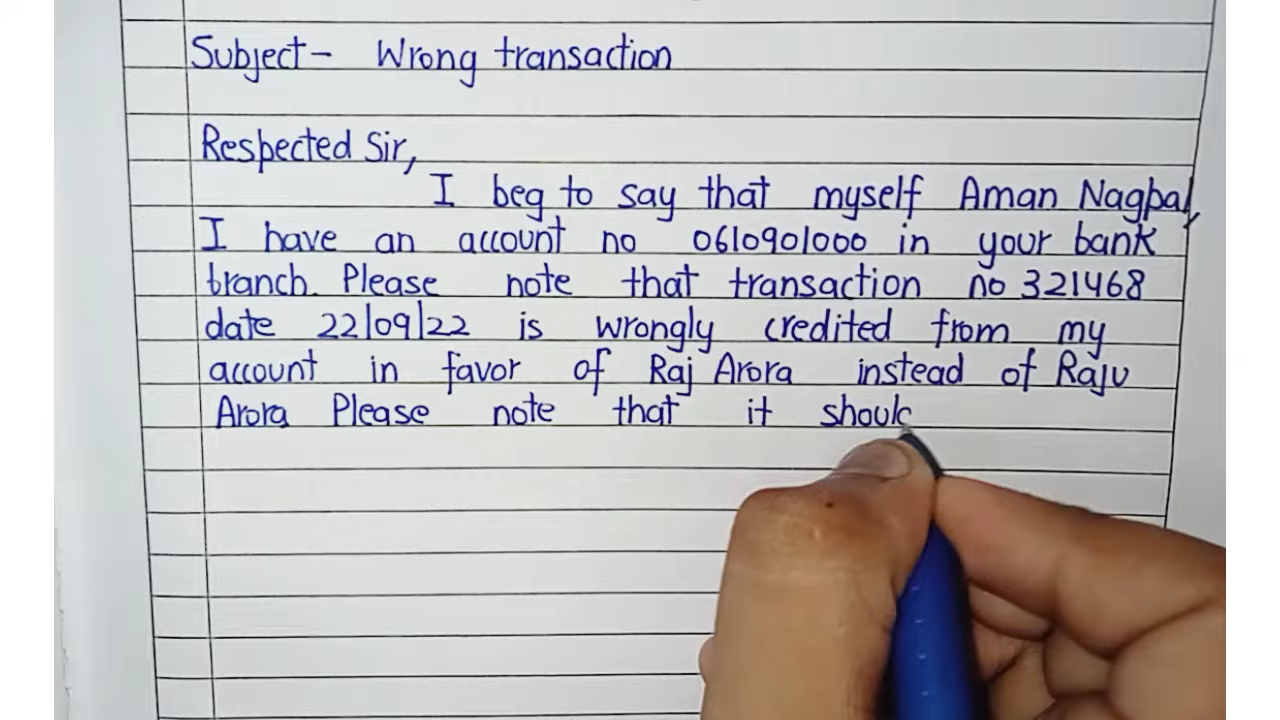 Subject- Wrong transaction
Respected Sir,
I beg to say that myself Aman Nagpal,
I have an account no 0610901000 in your bank
branch. Please note that transaction no 321468
date 22/09/22 is wrongly credited from my
account in favor of Raj Arora instead of Raju
Arora Please note that it shoulc